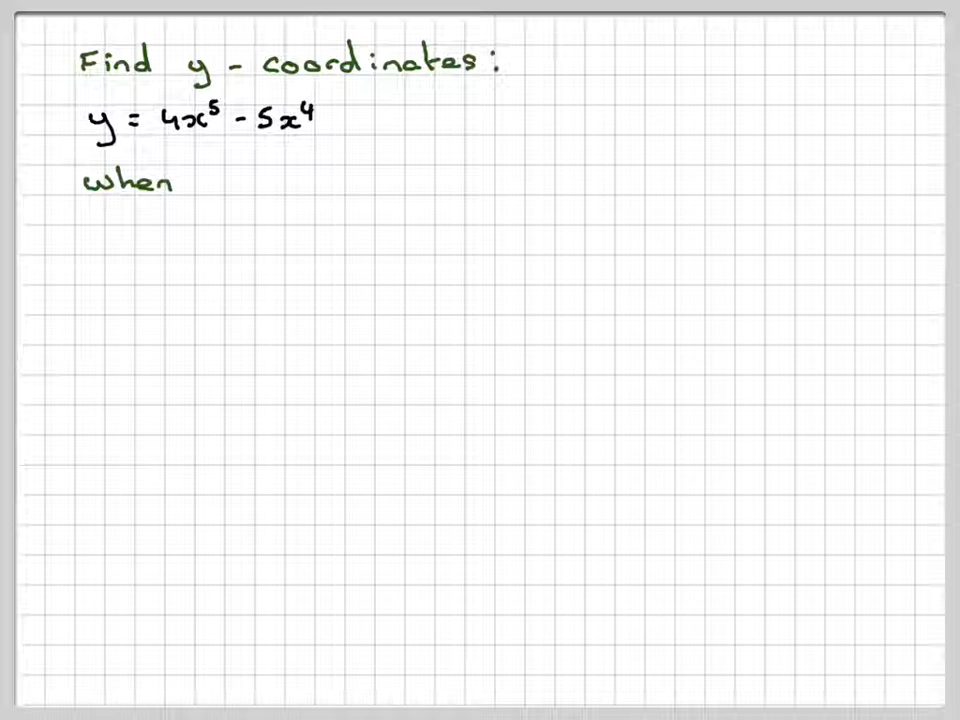 Find y - coordinates:
y = 4x⁵ - 5x⁴
when